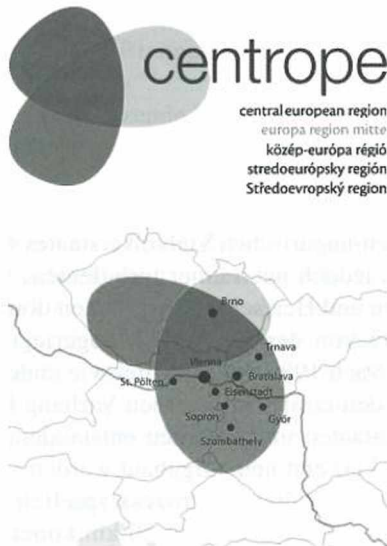 centrope
central european region
europa region mitte
közép-európa régió
stredoeurópsky región
Středoevropský region
Brno
Trnava
Vienna
St. Pölten
Bratislava
Eisenstadt
Sopron
Győr
Szombathely